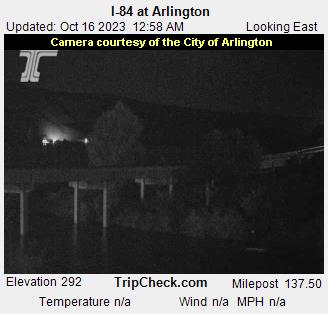 I-84 at Arlington
Updated: Oct 16 2023 12:58 AM Looking East
Camera courtesy of the City of Arlington
Elevation 292 TripCheck.com Milepost 137.50
Temperature n/a Wind n/a MPH n/a